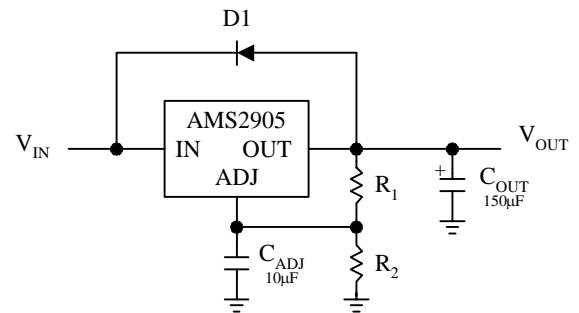 D1
AMS2905
V_IN
IN OUT
V_OUT
ADJ
R_1
+
C_OUT
150µF
C_ADJ
10µF
R_2